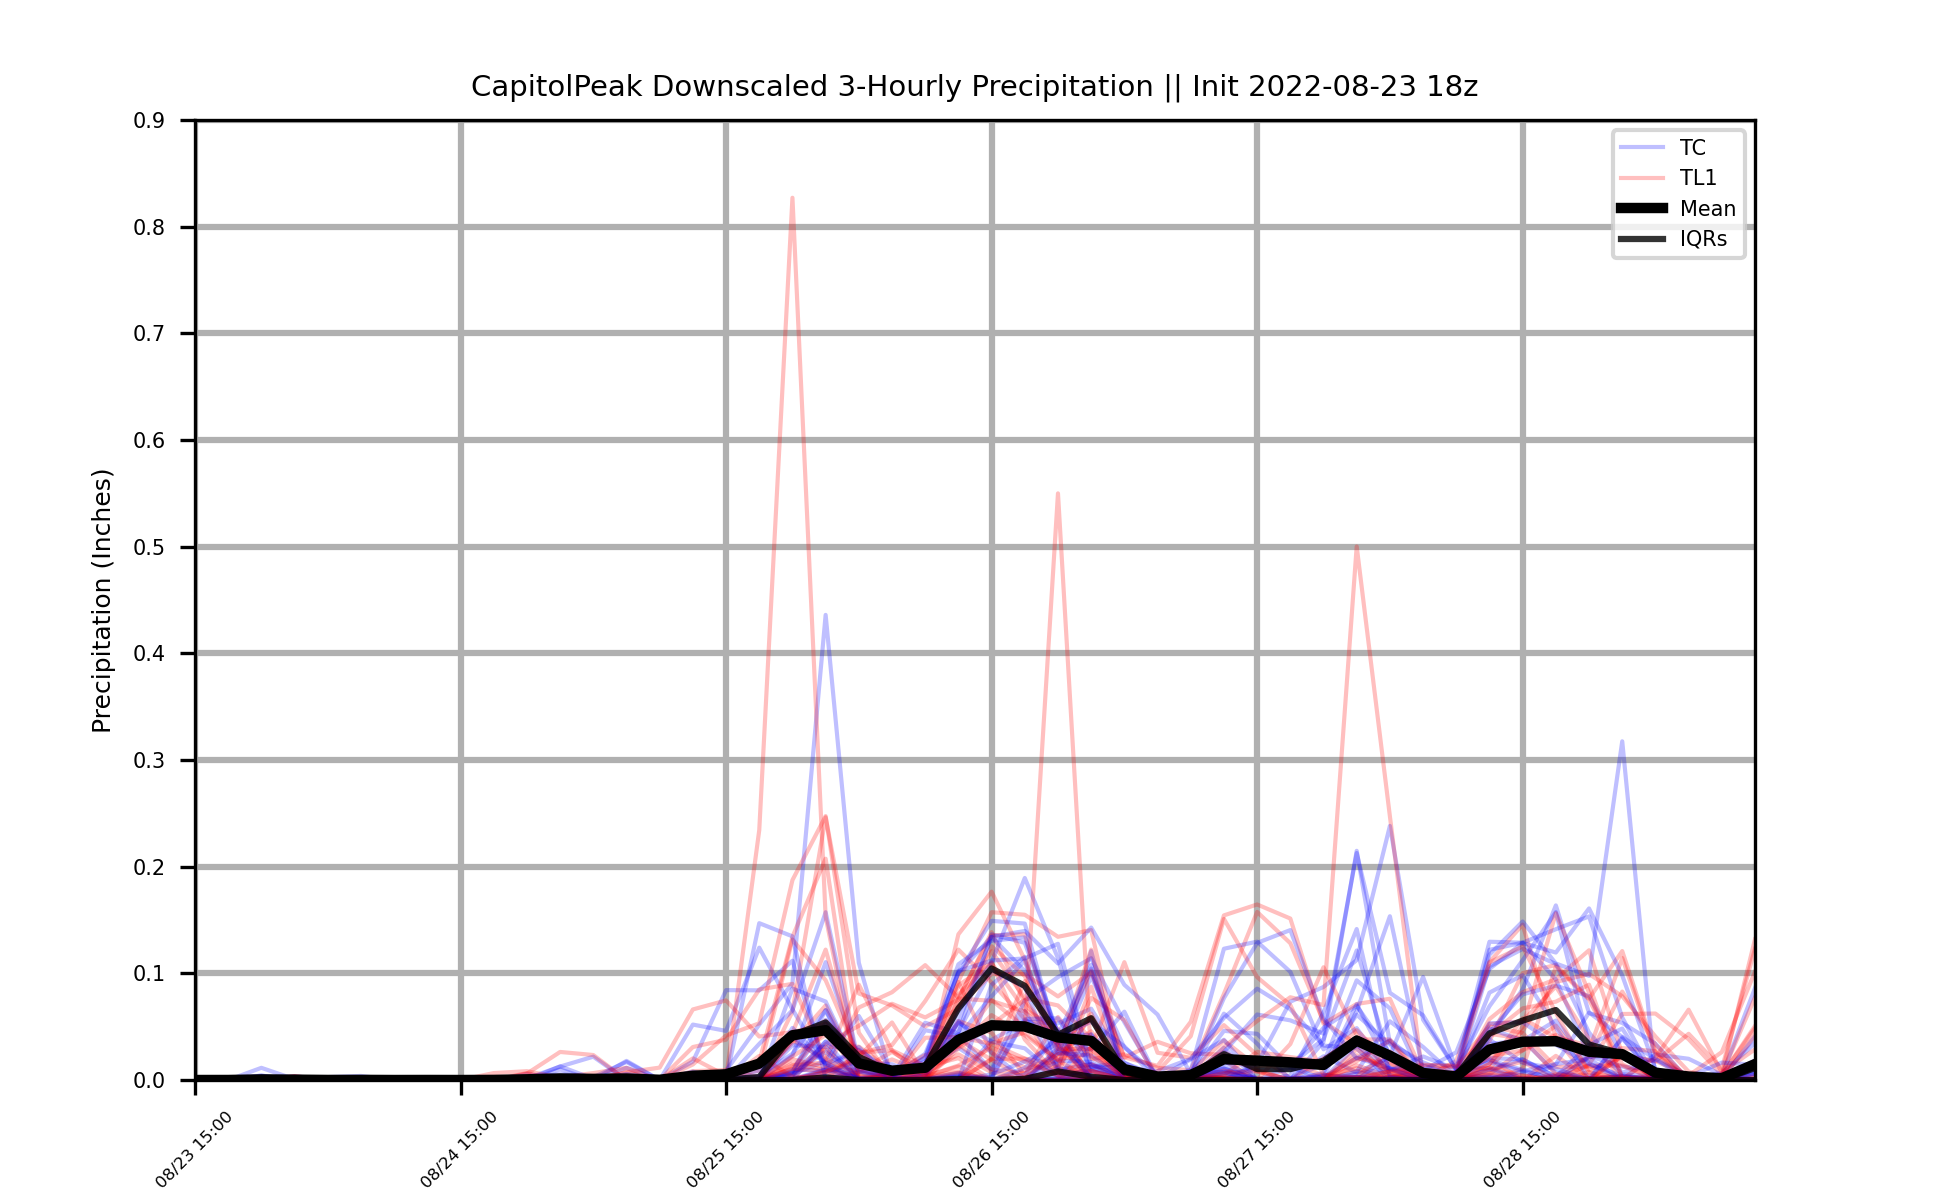 CapitolPeak Downscaled 3-Hourly Precipitation || Init 2022-08-23 18z
0.9
0.8
0.7
0.6
0.5
0.4
0.3
0.2
0.1
0.0
Precipitation (Inches)
TC
TL1
Mean
IQRs
08/23 15:00
08/24 15:00
08/25 15:00
08/26 15:00
08/27 15:00
08/28 15:00